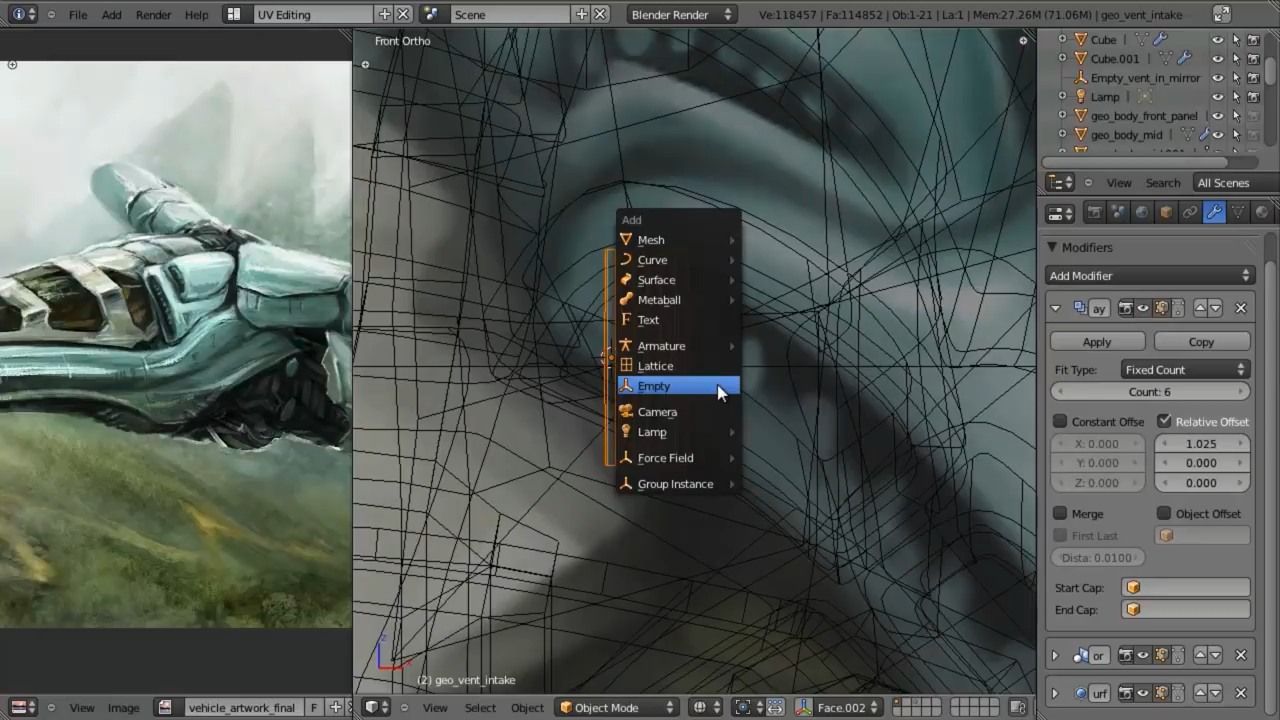 File Add Render Help UV Editing Scene Blender Render Ve:118457 | Fa:114852 | Ob:1-21 | La:1 | Mem:27.26M (71.06M) | geo_vent_intake
Front Ortho
Cube
Cube.001
Empty_vent_in_mirror
Lamp
geo_body_front_panel
geo_body_mid
View Search All Scenes
Modifiers
Add Modifier
ay
Apply Copy
Fit Type: Fixed Count
Count: 6
Constant Offse Relative Offset
X: 0.000 1.025
Y: 0.000 0.000
Z: 0.000 0.000
Merge Object Offset
First Last
Dista: 0.0100
Start Cap:
End Cap:
or
urf
Add
Mesh
Curve
Surface
Metaball
Text
Armature
Lattice
Empty
Camera
Lamp
Force Field
Group Instance
z
x
(2) geo_vent_intake
View Image vehicle_artwork_final F View Select Object Object Mode Face.002